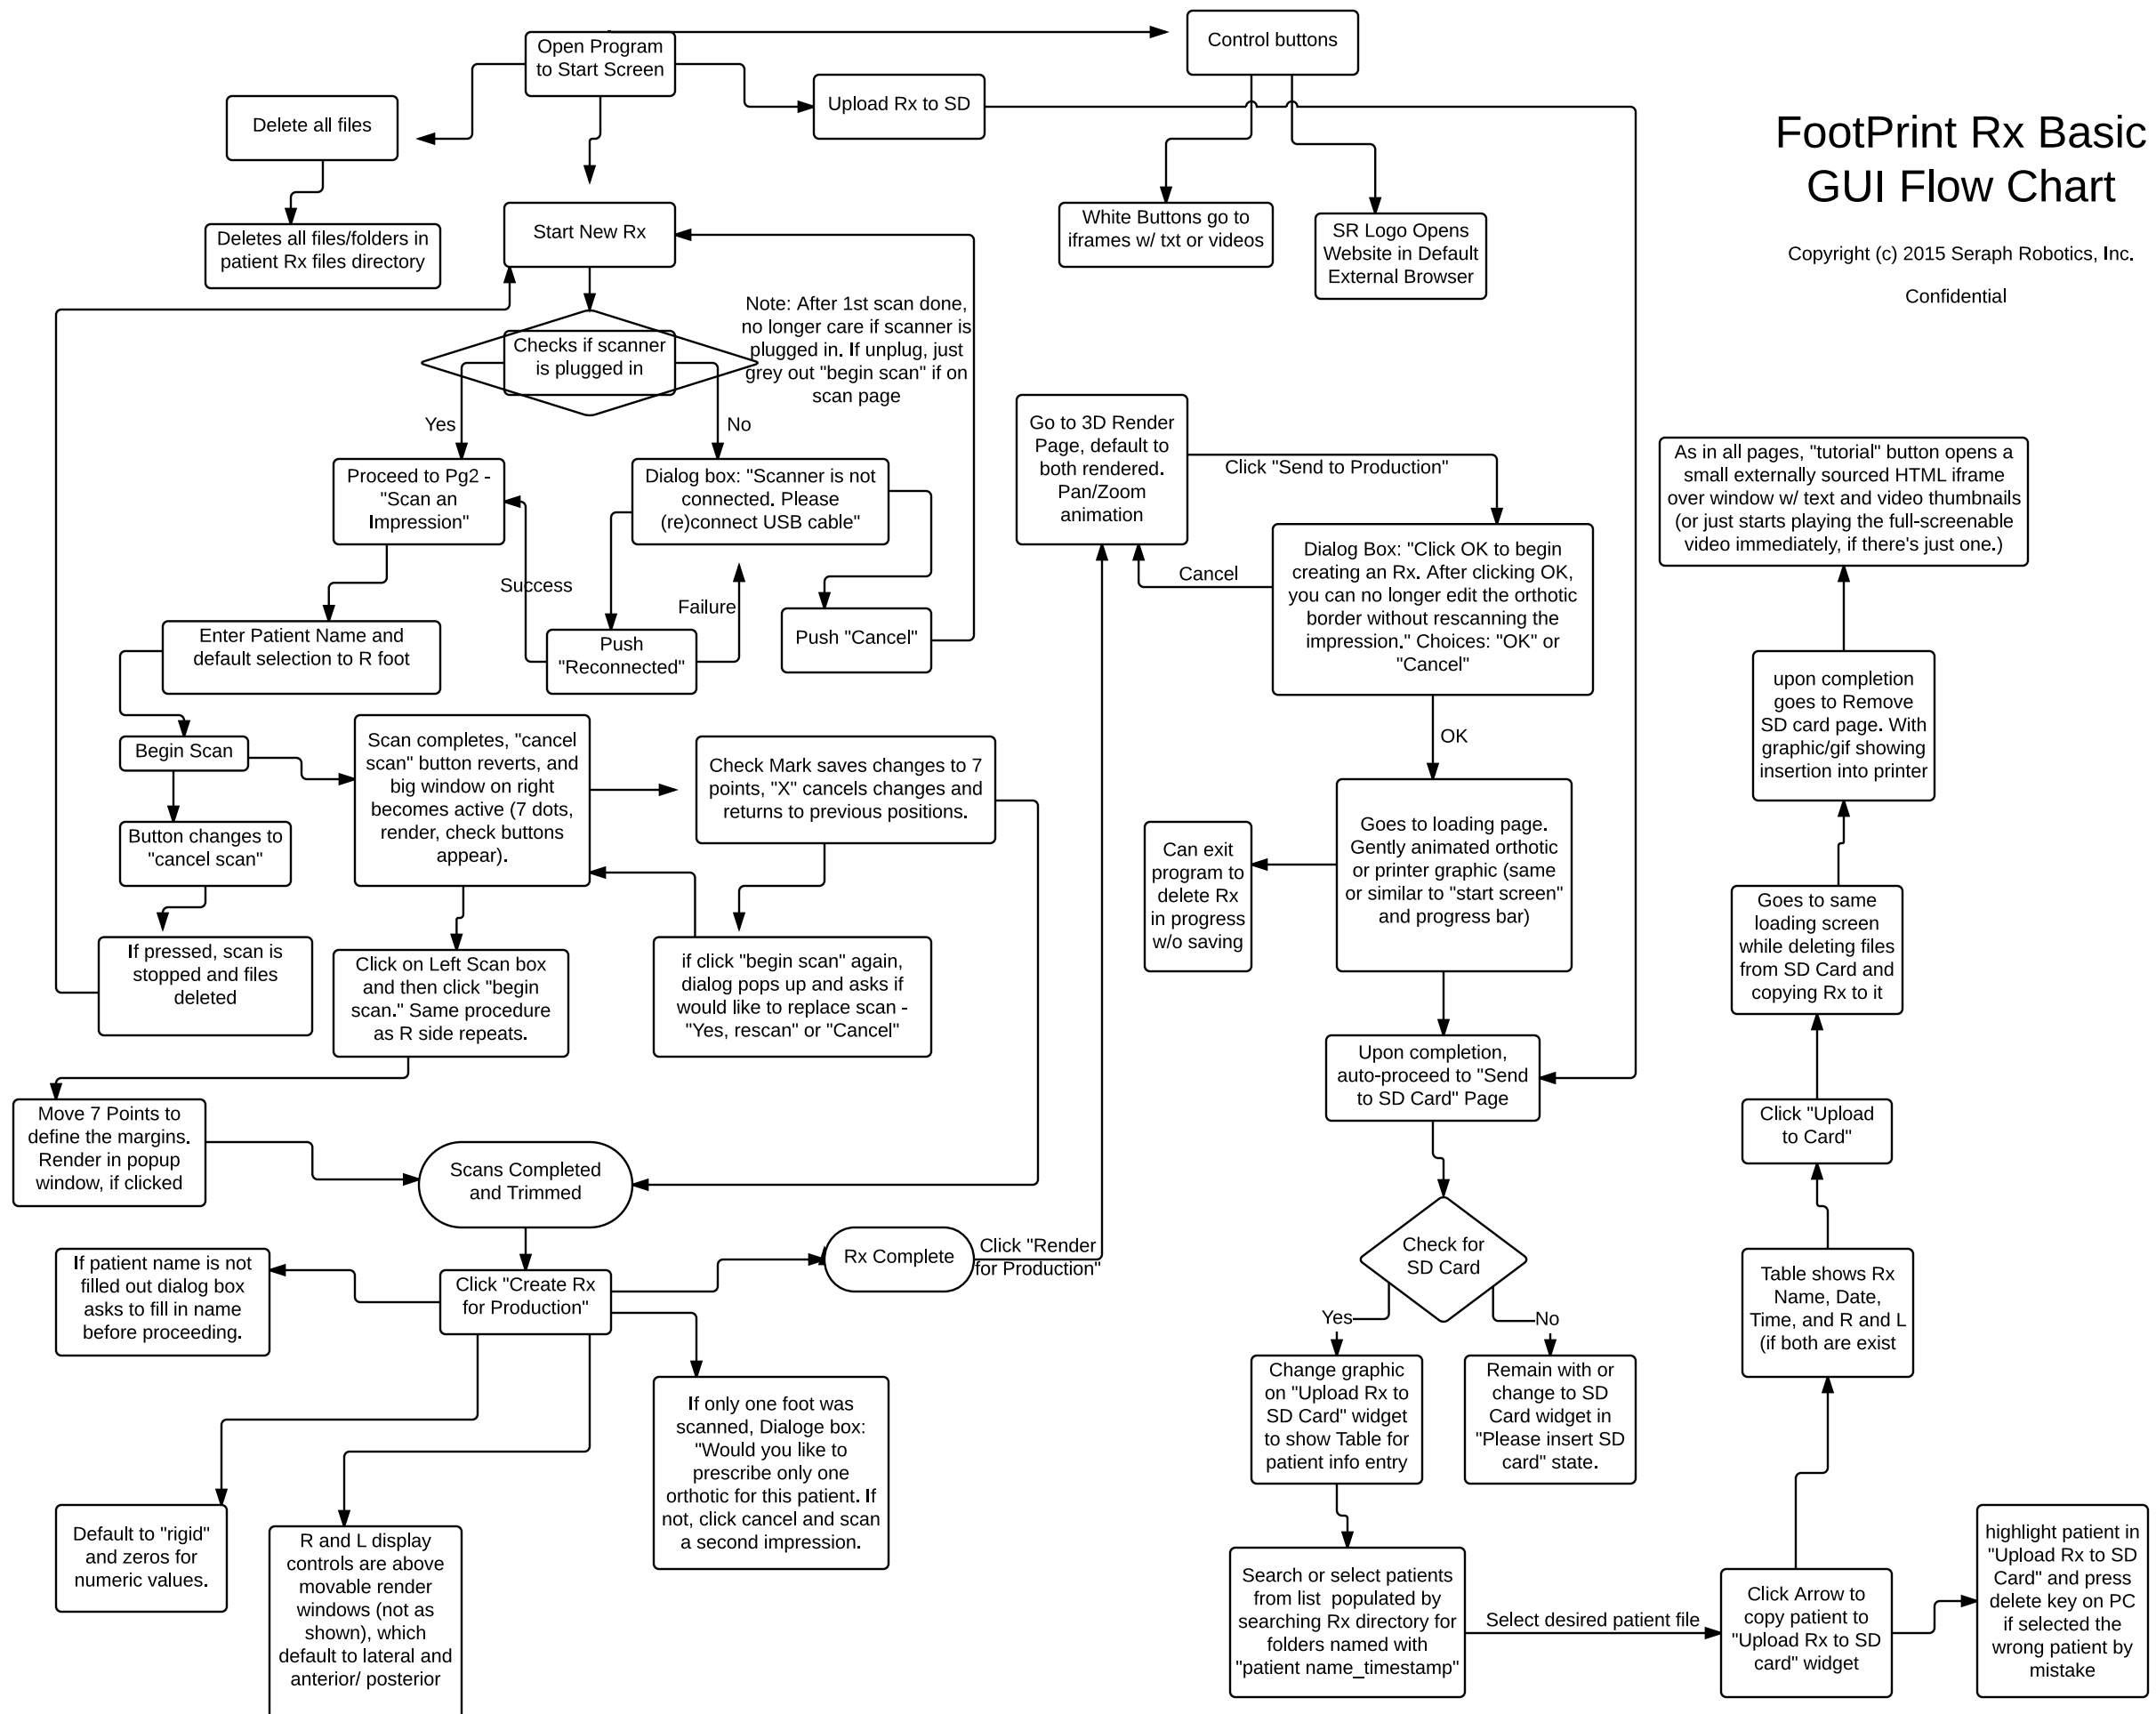 Open Program
to Start Screen
Control buttons
Upload Rx to SD
Delete all files
FootPrint Rx Basic
GUI Flow Chart
Copyright (c) 2015 Seraph Robotics, Inc.
Confidential
Deletes all files/folders in
patient Rx files directory
Start New Rx
White Buttons go to
iframes w/ txt or videos
SR Logo Opens
Website in Default
External Browser
Note: After 1st scan done,
no longer care if scanner is
plugged in. If unplug, just
grey out "begin scan" if on
scan page
Checks if scanner
is plugged in
Yes
No
Proceed to Pg2 -
"Scan an
Impression"
Dialog box: "Scanner is not
connected. Please
(re)connect USB cable"
Success
Failure
Push
"Reconnected"
Push "Cancel"
Enter Patient Name and
default selection to R foot
Begin Scan
Button changes to
"cancel scan"
If pressed, scan is
stopped and files
deleted
Scan completes, "cancel
scan" button reverts, and
big window on right
becomes active (7 dots,
render, check buttons
appear).
Check Mark saves changes to 7
points, "X" cancels changes and
returns to previous positions.
Click on Left Scan box
and then click "begin
scan." Same procedure
as R side repeats.
if click "begin scan" again,
dialog pops up and asks if
would like to replace scan -
"Yes, rescan" or "Cancel"
Move 7 Points to
define the margins.
Render in popup
window, if clicked
Scans Completed
and Trimmed
If patient name is not
filled out dialog box
asks to fill in name
before proceeding.
Click "Create Rx
for Production"
Rx Complete
Click "Render
for Production"
Default to "rigid"
and zeros for
numeric values.
R and L display
controls are above
movable render
windows (not as
shown), which
default to lateral and
anterior/ posterior
If only one foot was
scanned, Dialoge box:
"Would you like to
prescribe only one
orthotic for this patient. If
not, click cancel and scan
a second impression.
Go to 3D Render
Page, default to
both rendered.
Pan/Zoom
animation
Click "Send to Production"
Cancel
Dialog Box: "Click OK to begin
creating an Rx. After clicking OK,
you can no longer edit the orthotic
border without rescanning the
impression." Choices: "OK" or
"Cancel"
OK
Can exit
program to
delete Rx
in progress
w/o saving
Goes to loading page.
Gently animated orthotic
or printer graphic (same
or similar to "start screen"
and progress bar)
Upon completion,
auto-proceed to "Send
to SD Card" Page
Check for
SD Card
Yes
No
Change graphic
on "Upload Rx to
SD Card" widget
to show Table for
patient info entry
Remain with or
change to SD
Card widget in
"Please insert SD
card" state.
Search or select patients
from list  populated by
searching Rx directory for
folders named with
"patient name_timestamp"
Select desired patient file
Click Arrow to
copy patient to
"Upload Rx to SD
card" widget
highlight patient in
"Upload Rx to SD
Card" and press
delete key on PC
if selected the
wrong patient by
mistake
Table shows Rx
Name, Date,
Time, and R and L
(if both are exist
Click "Upload
to Card"
Goes to same
loading screen
while deleting files
from SD Card and
copying Rx to it
upon completion
goes to Remove
SD card page. With
graphic/gif showing
insertion into printer
As in all pages, "tutorial" button opens a
small externally sourced HTML iframe
over window w/ text and video thumbnails
(or just starts playing the full-screenable
video immediately, if there's just one.)